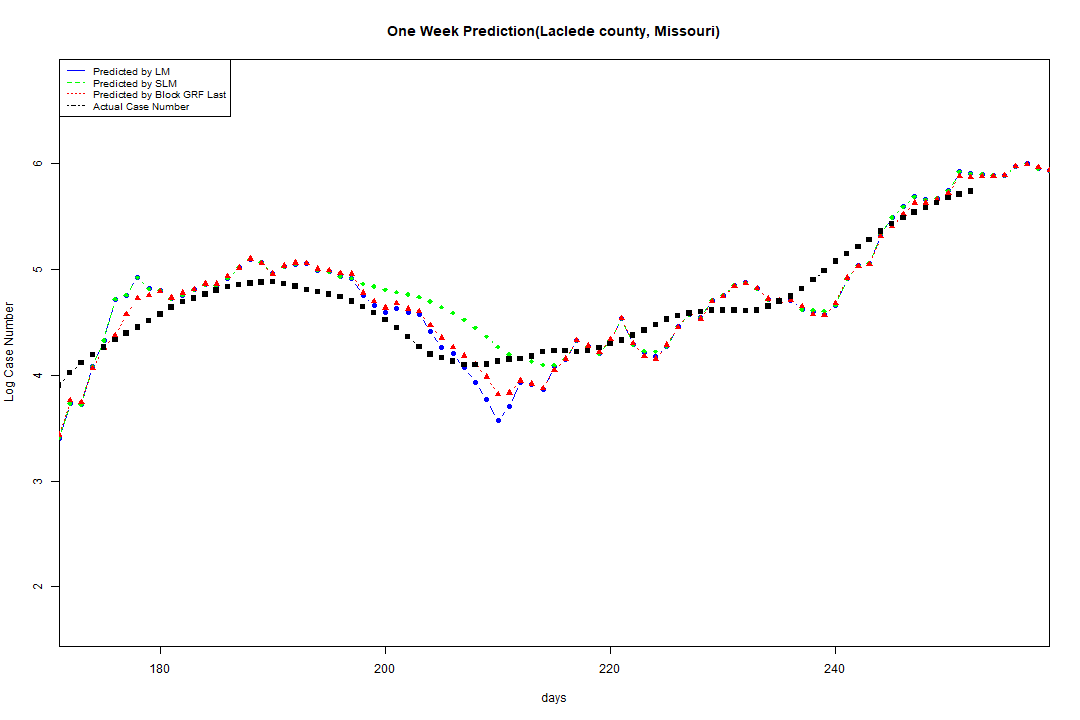 One Week Prediction(Laclede county, Missouri)
Predicted by LM
Predicted by SLM
Predicted by Block GRF Last
Actual Case Number
6
5
4
3
2
Log Case Number
180
200
220
240
days